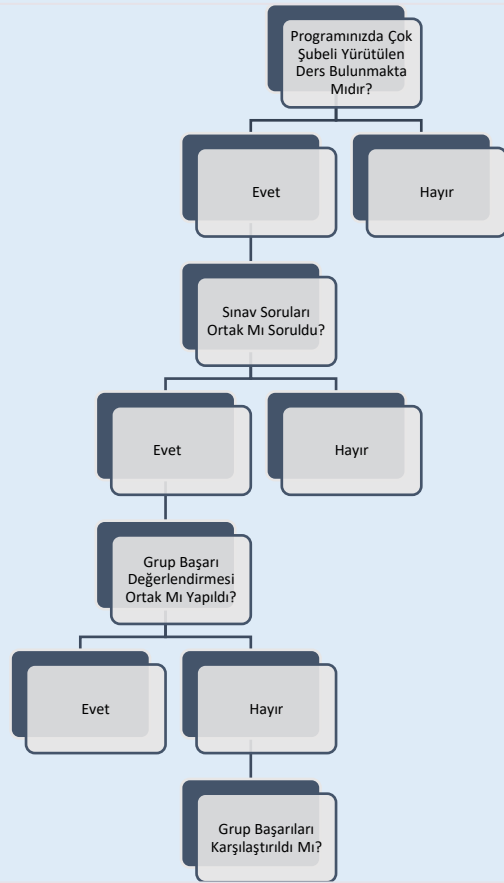 Programınızda Çok
Şubeli Yürütülen
Ders Bulunmakta
Mıdır?
Evet
Hayır
Sınav Soruları
Ortak Mı Soruldu?
Evet
Hayır
Grup Başarı
Değerlendirmesi
Ortak Mı Yapıldı?
Evet
Hayır
Grup Başarıları
Karşılaştırıldı Mı?